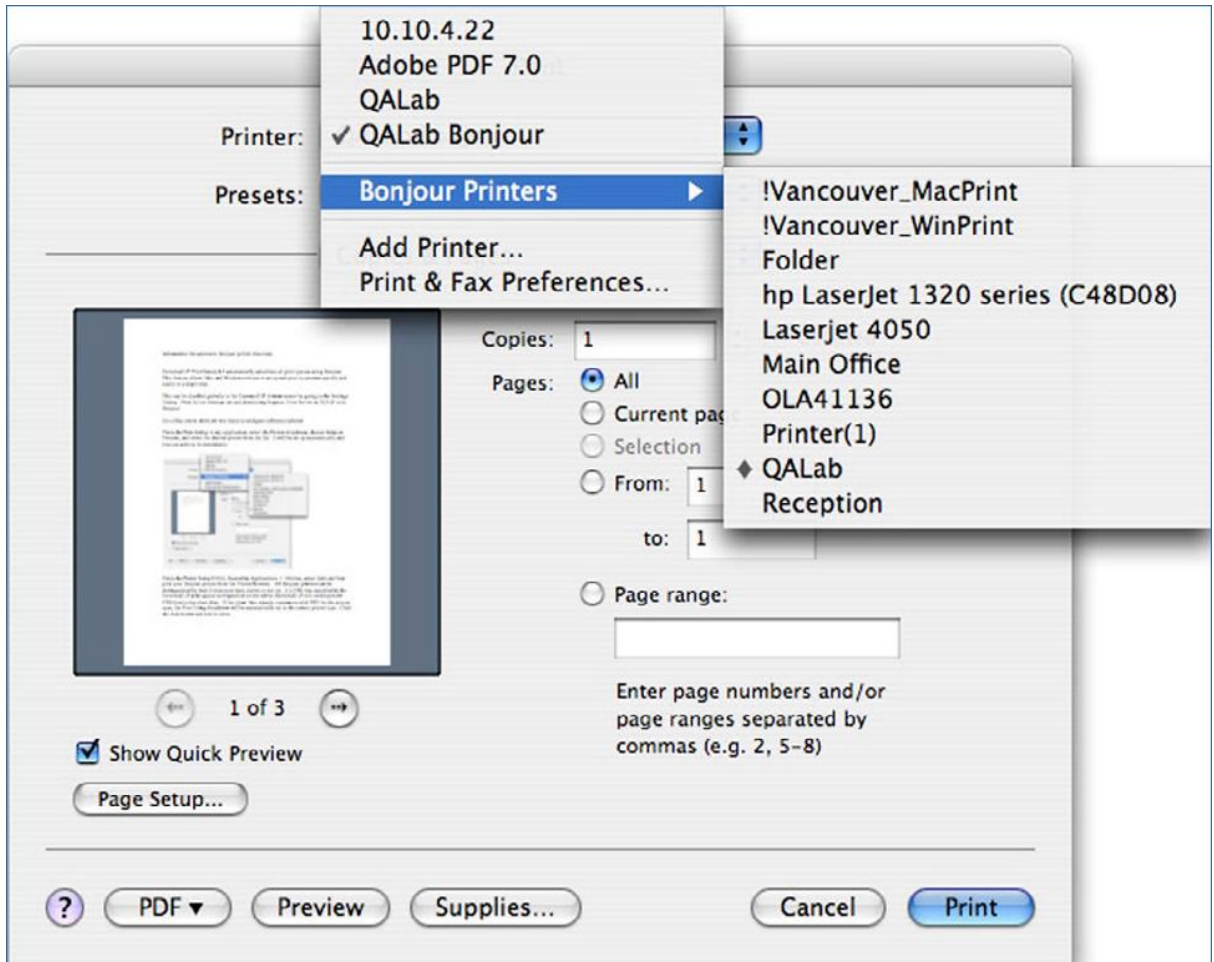 10.10.4.22
Adobe PDF 7.0
QALab
Printer: ✓ QALab Bonjour
Presets:
Bonjour Printers ▶
Add Printer...
Print & Fax Preferences...
!Vancouver_MacPrint
!Vancouver_WinPrint
Folder
hp LaserJet 1320 series (C48D08)
Laserjet 4050
Main Office
OLA41136
Printer(1)
♦ QALab
Reception
Copies: 1
Pages: All
Current pag
Selection
From: 1
to: 1
Page range:
Enter page numbers and/or
page ranges separated by
commas (e.g. 2, 5-8)
1 of 3
Show Quick Preview
Page Setup...
? PDF ▼ Preview Supplies... Cancel Print